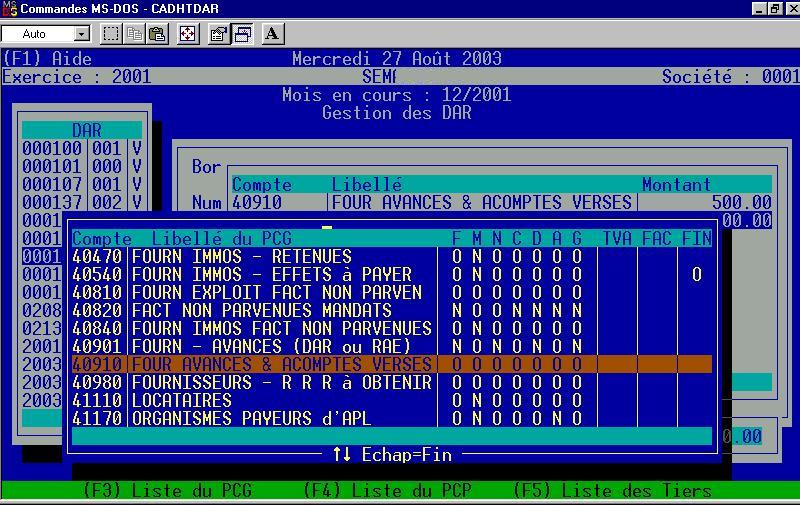 Commandes MS-DOS - CADHTDAR
Auto
A
(F1) Aide Mercredi 27 Août 2003
Exercice : 2001 SEM Société : 0001
Mois en cours : 12/2001
Gestion des DAR
DAR
000100 001 V
000101 000 V
000107 001 V
000137 002 V
Bor
Compte Libellé Montant
Num 40910 FOUR AVANCES & ACOMPTES VERSES 500.00
0001 00.00
0001
0001
0001
0001
0208
0213
2001
2003
2003
2003
Compte Libellé du PCG F M N C D A G TVA FAC FIN
40470 FOURN IMMOS - RETENUES O N O O O O O
40540 FOURN IMMOS - EFFETS à PAYER O O O O O O O O
40810 FOURN EXPLOIT FACT NON PARVEN O O O O O O O
40820 FACT NON PARVENUES MANDATS N O O N N N N
40840 FOURN IMMOS FACT NON PARVENUES O O O O O O O
40901 FOURN - AVANCES (DAR ou RAE) N O N O O O N
40910 FOUR AVANCES & ACOMPTES VERSES O O O O O O O
40980 FOURNISSEURS - R R R à OBTENIR O O O O O O O
41110 LOCATAIRES O N O O O O O
41170 ORGANISMES PAYEURS d'APL O N O O O N O
0.00
↑↓ Echap=Fin
(F3) Liste du PCG (F4) Liste du PCP (F5) Liste des Tiers